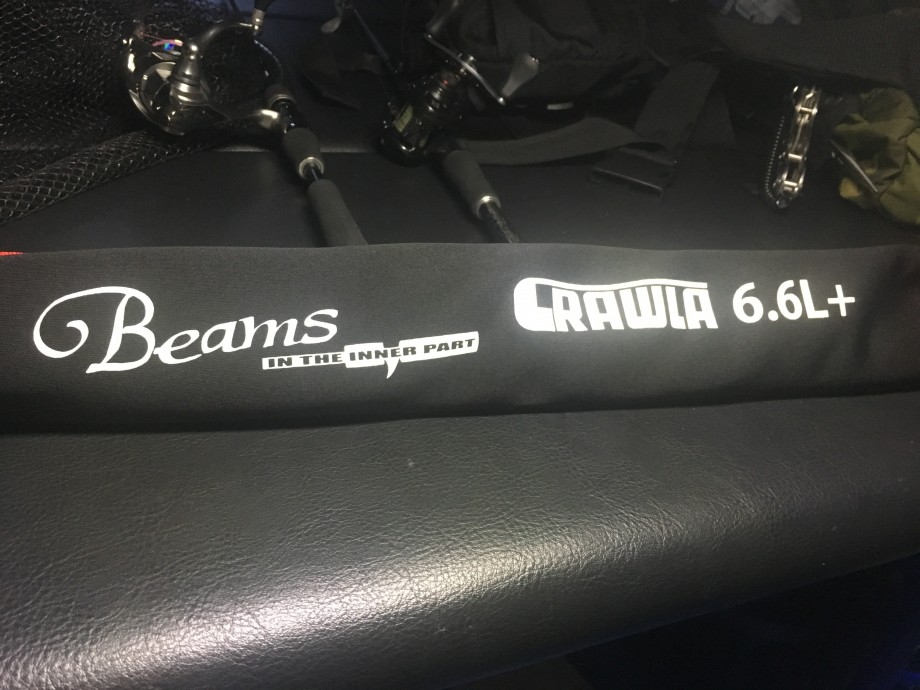 Beams
IN THE INNER PART
CRAWLA 6.6L+